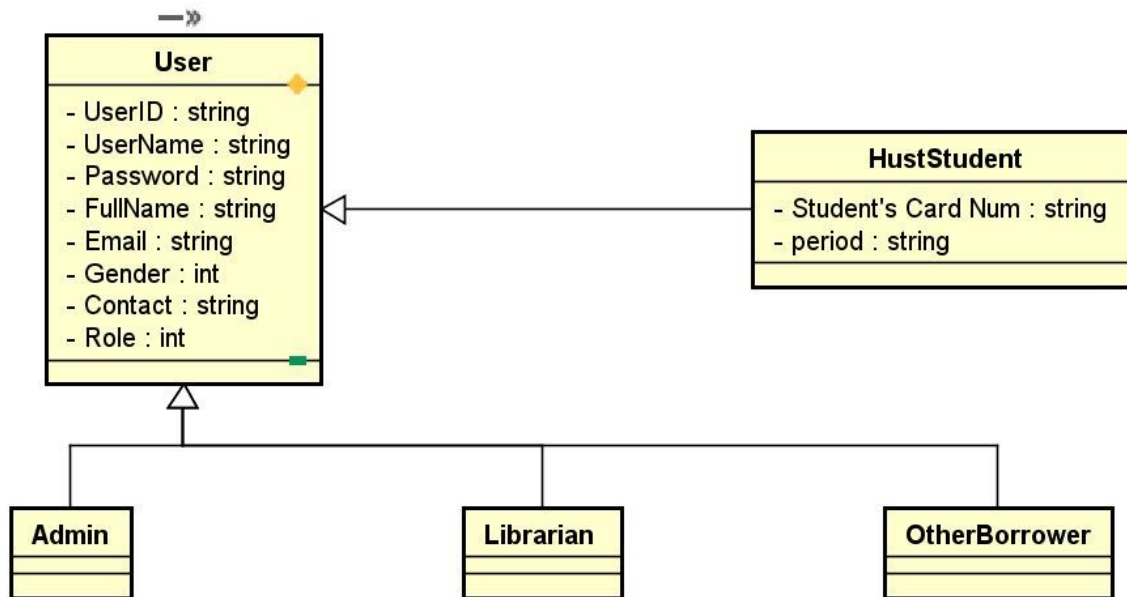 User
- UserID : string
- UserName : string
- Password : string
- FullName : string
- Email : string
- Gender : int
- Contact : string
- Role : int
HustStudent
- Student's Card Num : string
- period : string
Admin
Librarian
OtherBorrower